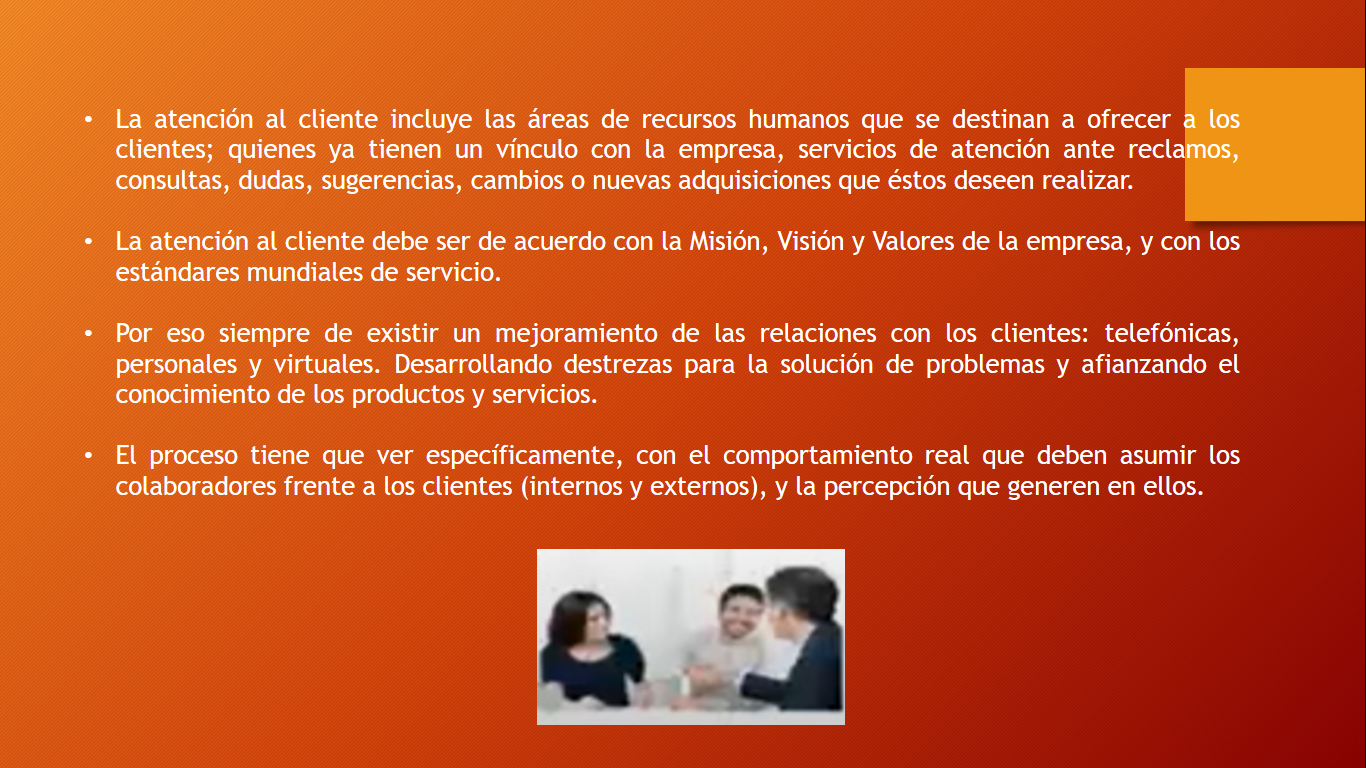 • La atención al cliente incluye las áreas de recursos humanos que se destinan a ofrecer a los
clientes; quienes ya tienen un vínculo con la empresa, servicios de atención ante reclamos,
consultas, dudas, sugerencias, cambios o nuevas adquisiciones que éstos deseen realizar.
• La atención al cliente debe ser de acuerdo con la Misión, Visión y Valores de la empresa, y con los
estándares mundiales de servicio.
• Por eso siempre de existir un mejoramiento de las relaciones con los clientes: telefónicas,
personales y virtuales. Desarrollando destrezas para la solución de problemas y afianzando el
conocimiento de los productos y servicios.
• El proceso tiene que ver específicamente, con el comportamiento real que deben asumir los
colaboradores frente a los clientes (internos y externos), y la percepción que generen en ellos.